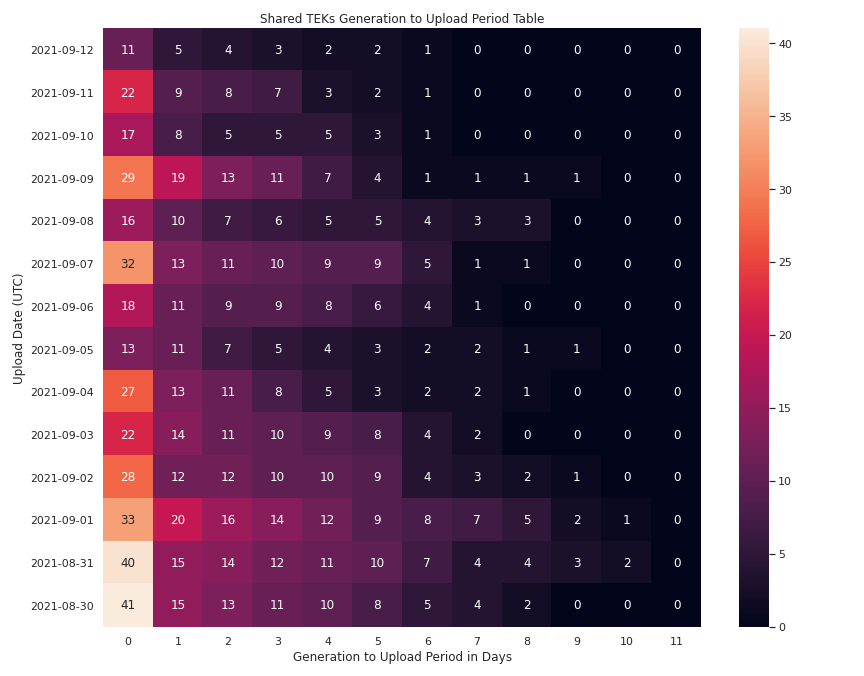 Shared TEKs Generation to Upload Period Table
Upload Date (UTC)
2021-09-12 11 5 4 3 2 2 1 0 0 0 0 0
2021-09-11 22 9 8 7 3 2 1 0 0 0 0 0
2021-09-10 17 8 5 5 5 3 1 0 0 0 0 0
2021-09-09 29 19 13 11 7 4 1 1 1 1 0 0
2021-09-08 16 10 7 6 5 5 4 3 3 0 0 0
2021-09-07 32 13 11 10 9 9 5 1 1 0 0 0
2021-09-06 18 11 9 9 8 6 4 1 0 0 0 0
2021-09-05 13 11 7 5 4 3 2 2 1 1 0 0
2021-09-04 27 13 11 8 5 3 2 2 1 0 0 0
2021-09-03 22 14 11 10 9 8 4 2 0 0 0 0
2021-09-02 28 12 12 10 10 9 4 3 2 1 0 0
2021-09-01 33 20 16 14 12 9 8 7 5 2 1 0
2021-08-31 40 15 14 12 11 10 7 4 4 3 2 0
2021-08-30 41 15 13 11 10 8 5 4 2 0 0 0
0 1 2 3 4 5 6 7 8 9 10 11
Generation to Upload Period in Days
40
35
30
25
20
15
10
5
0